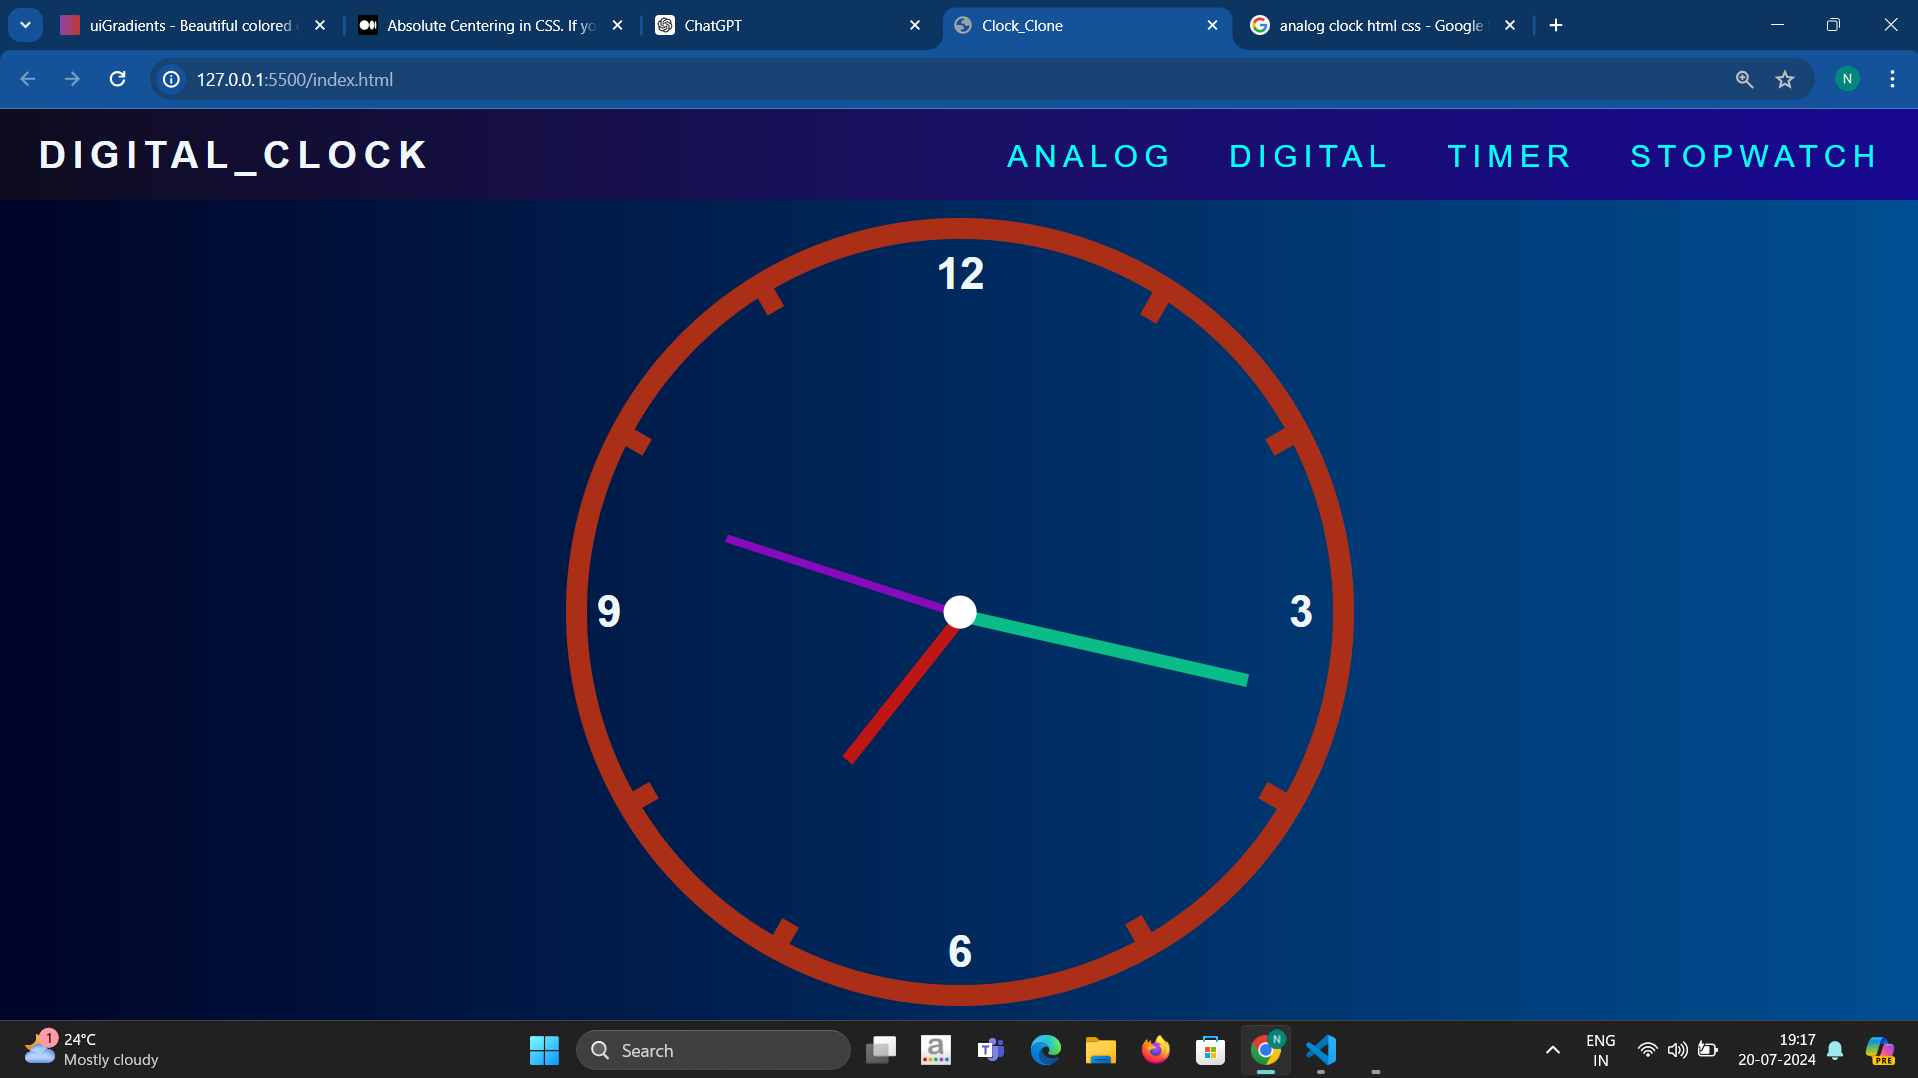 uiGradients - Beautiful colored
Absolute Centering in CSS. If yo
ChatGPT
Clock_Clone
analog clock html css - Google
127.0.0.1:5500/index.html
N
DIGITAL_CLOCK
ANALOG
DIGITAL
TIMER
STOPWATCH
12
9
3
6
1
24°C
Mostly cloudy
Search
a
T
N
ENG
IN
19:17
20-07-2024
PRE